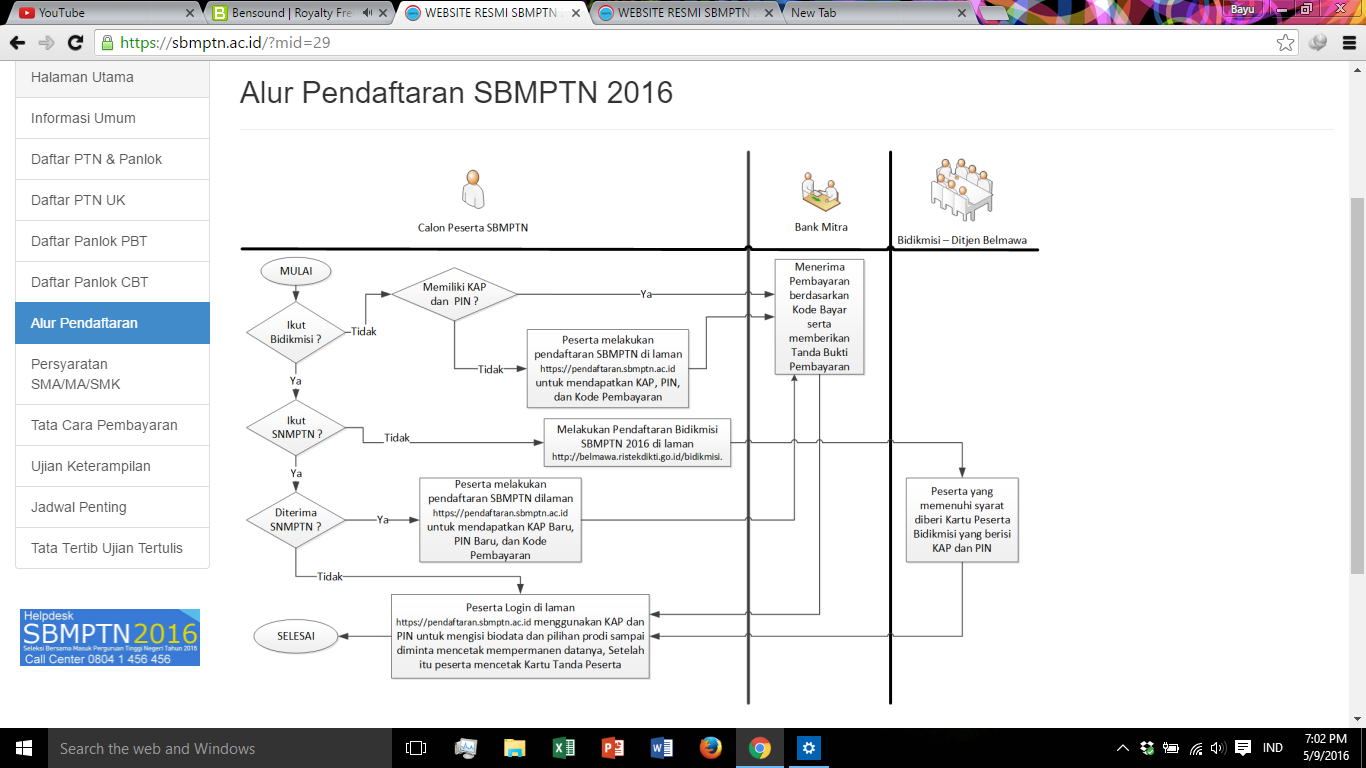 YouTube
Bensound | Royalty Fre
WEBSITE RESMI SBMPTN
WEBSITE RESMI SBMPTN
New Tab
Bayu
https://sbmptn.ac.id/?mid=29
Halaman Utama
Informasi Umum
Daftar PTN & Panlok
Daftar PTN UK
Daftar Panlok PBT
Daftar Panlok CBT
Alur Pendaftaran
Persyaratan
SMA/MA/SMK
Tata Cara Pembayaran
Ujian Keterampilan
Jadwal Penting
Tata Tertib Ujian Tertulis
Helpdesk
SBMPTN 2016
Seleksi Bersama Masuk Perguruan Tinggi Negeri Tahun 2016
Call Center 0804 1 456 456
Alur Pendaftaran SBMPTN 2016
Calon Peserta SBMPTN
Bank Mitra
Bidikmisi – Ditjen Belmawa
MULAI
Ikut
Bidikmisi ?
Tidak
Memiliki KAP
dan PIN ?
Ya
Menerima
Pembayaran
berdasarkan
Kode Bayar
serta
memberikan
Tanda Bukti
Pembayaran
Tidak
Peserta melakukan
pendaftaran SBMPTN di laman
https://pendaftaran.sbmptn.ac.id
untuk mendapatkan KAP, PIN,
dan Kode Pembayaran
Ya
Ikut
SNMPTN ?
Tidak
Melakukan Pendaftaran Bidikmisi
SBMPTN 2016 di laman
http://belmawa.ristekdikti.go.id/bidikmisi.
Ya
Diterima
SNMPTN ?
Ya
Peserta melakukan
pendaftaran SBMPTN dilaman
https://pendaftaran.sbmptn.ac.id
untuk mendapatkan KAP Baru,
PIN Baru, dan Kode
Pembayaran
Peserta yang
memenuhi syarat
diberi Kartu Peserta
Bidikmisi yang berisi
KAP dan PIN
Tidak
Peserta Login di laman
https://pendaftaran.sbmptn.ac.id menggunakan KAP dan
PIN untuk mengisi biodata dan pilihan prodi sampai
diminta mencetak mempermanen datanya, Setelah
itu peserta mencetak Kartu Tanda Peserta
SELESAI
Search the web and Windows
IND
7:02 PM
5/9/2016